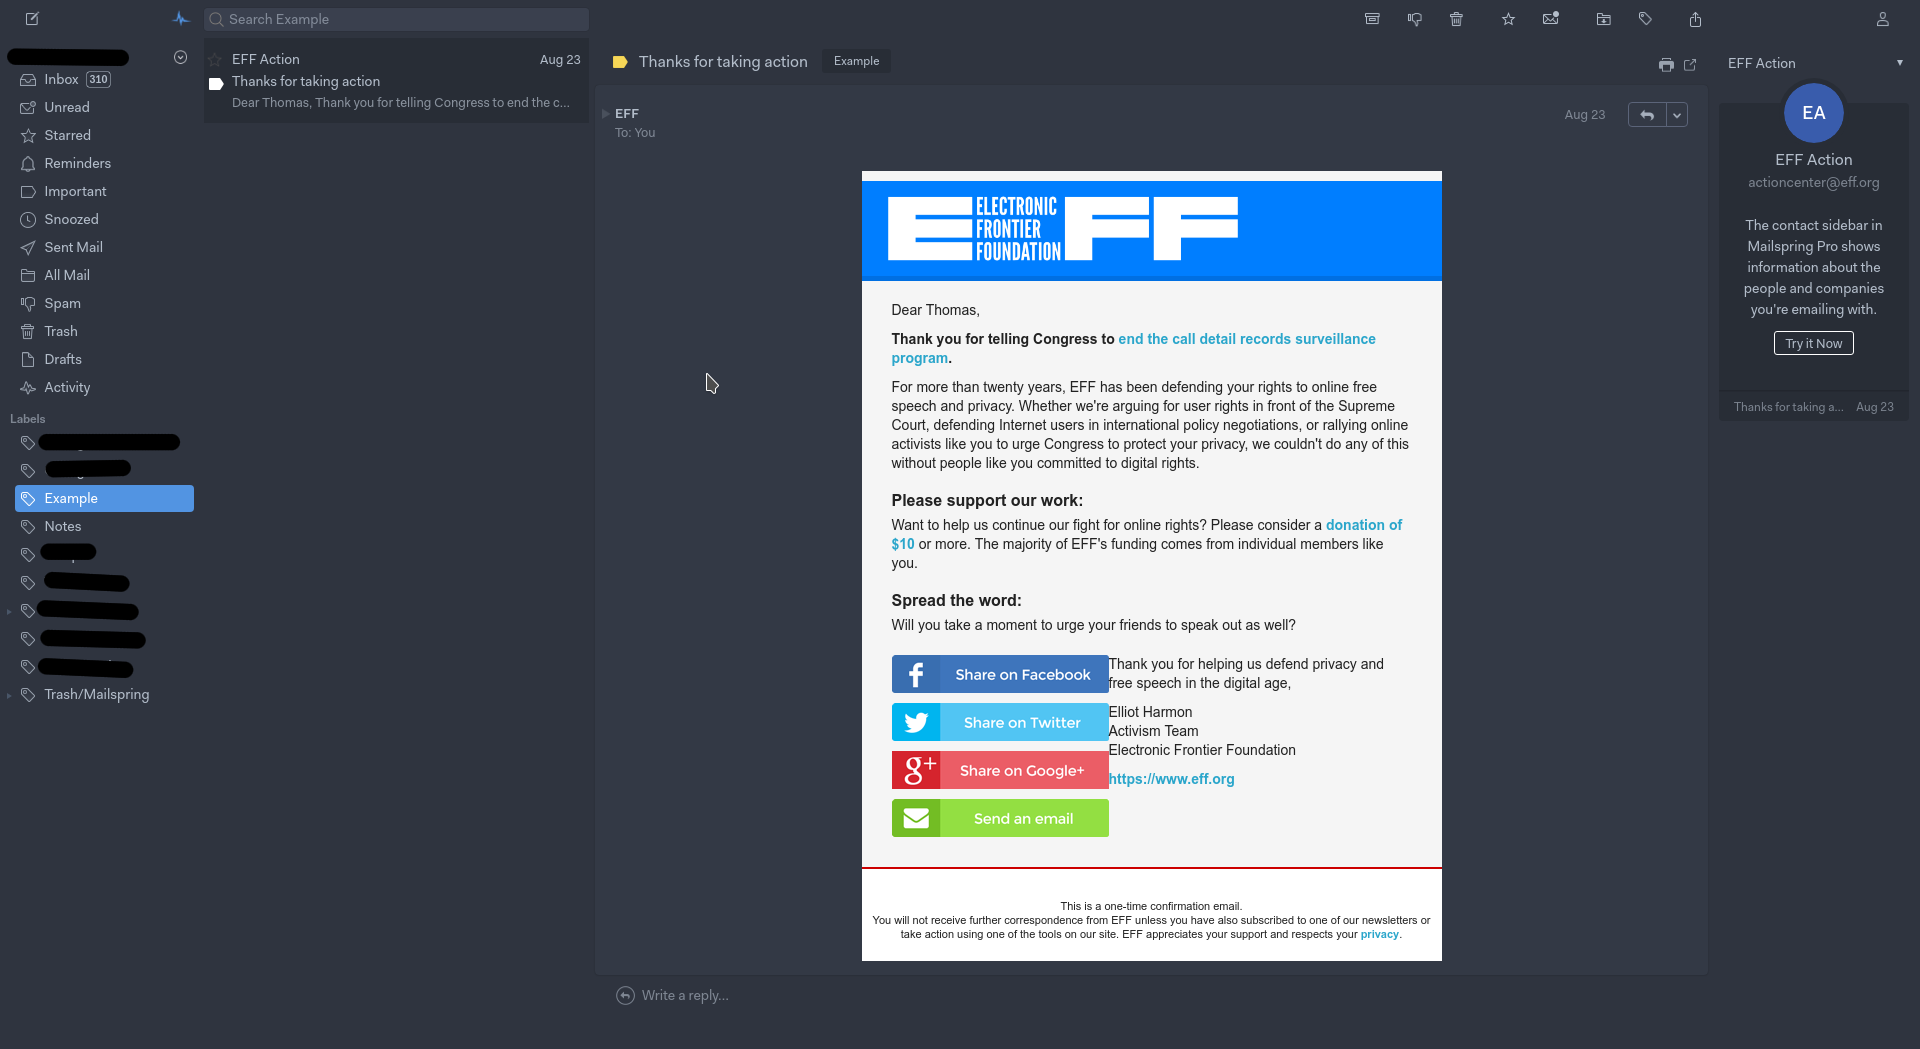 Search Example
Inbox 310
Unread
Starred
Reminders
Important
Snoozed
Sent Mail
All Mail
Spam
Trash
Drafts
Activity
Labels
Example
Notes
Trash/Mailspring
EFF Action Aug 23
Thanks for taking action
Dear Thomas, Thank you for telling Congress to end the c...
Thanks for taking action Example
EFF Aug 23
To: You
ELECTRONIC
FRONTIER
FOUNDATION
EFF
Dear Thomas,
Thank you for telling Congress to end the call detail records surveillance
program.
For more than twenty years, EFF has been defending your rights to online free
speech and privacy. Whether we're arguing for user rights in front of the Supreme
Court, defending Internet users in international policy negotiations, or rallying online
activists like you to urge Congress to protect your privacy, we couldn't do any of this
without people like you committed to digital rights.
Please support our work:
Want to help us continue our fight for online rights? Please consider a donation of
$10 or more. The majority of EFF's funding comes from individual members like
you.
Spread the word:
Will you take a moment to urge your friends to speak out as well?
f Share on Facebook
Share on Twitter
g+ Share on Google+
Send an email
Thank you for helping us defend privacy and
free speech in the digital age,
Elliot Harmon
Activism Team
Electronic Frontier Foundation
https://www.eff.org
This is a one-time confirmation email.
You will not receive further correspondence from EFF unless you have also subscribed to one of our newsletters or
take action using one of the tools on our site. EFF appreciates your support and respects your privacy.
Write a reply...
EFF Action
EA
EFF Action
actioncenter@eff.org
The contact sidebar in
Mailspring Pro shows
information about the
people and companies
you're emailing with.
Try it Now
Thanks for taking a... Aug 23